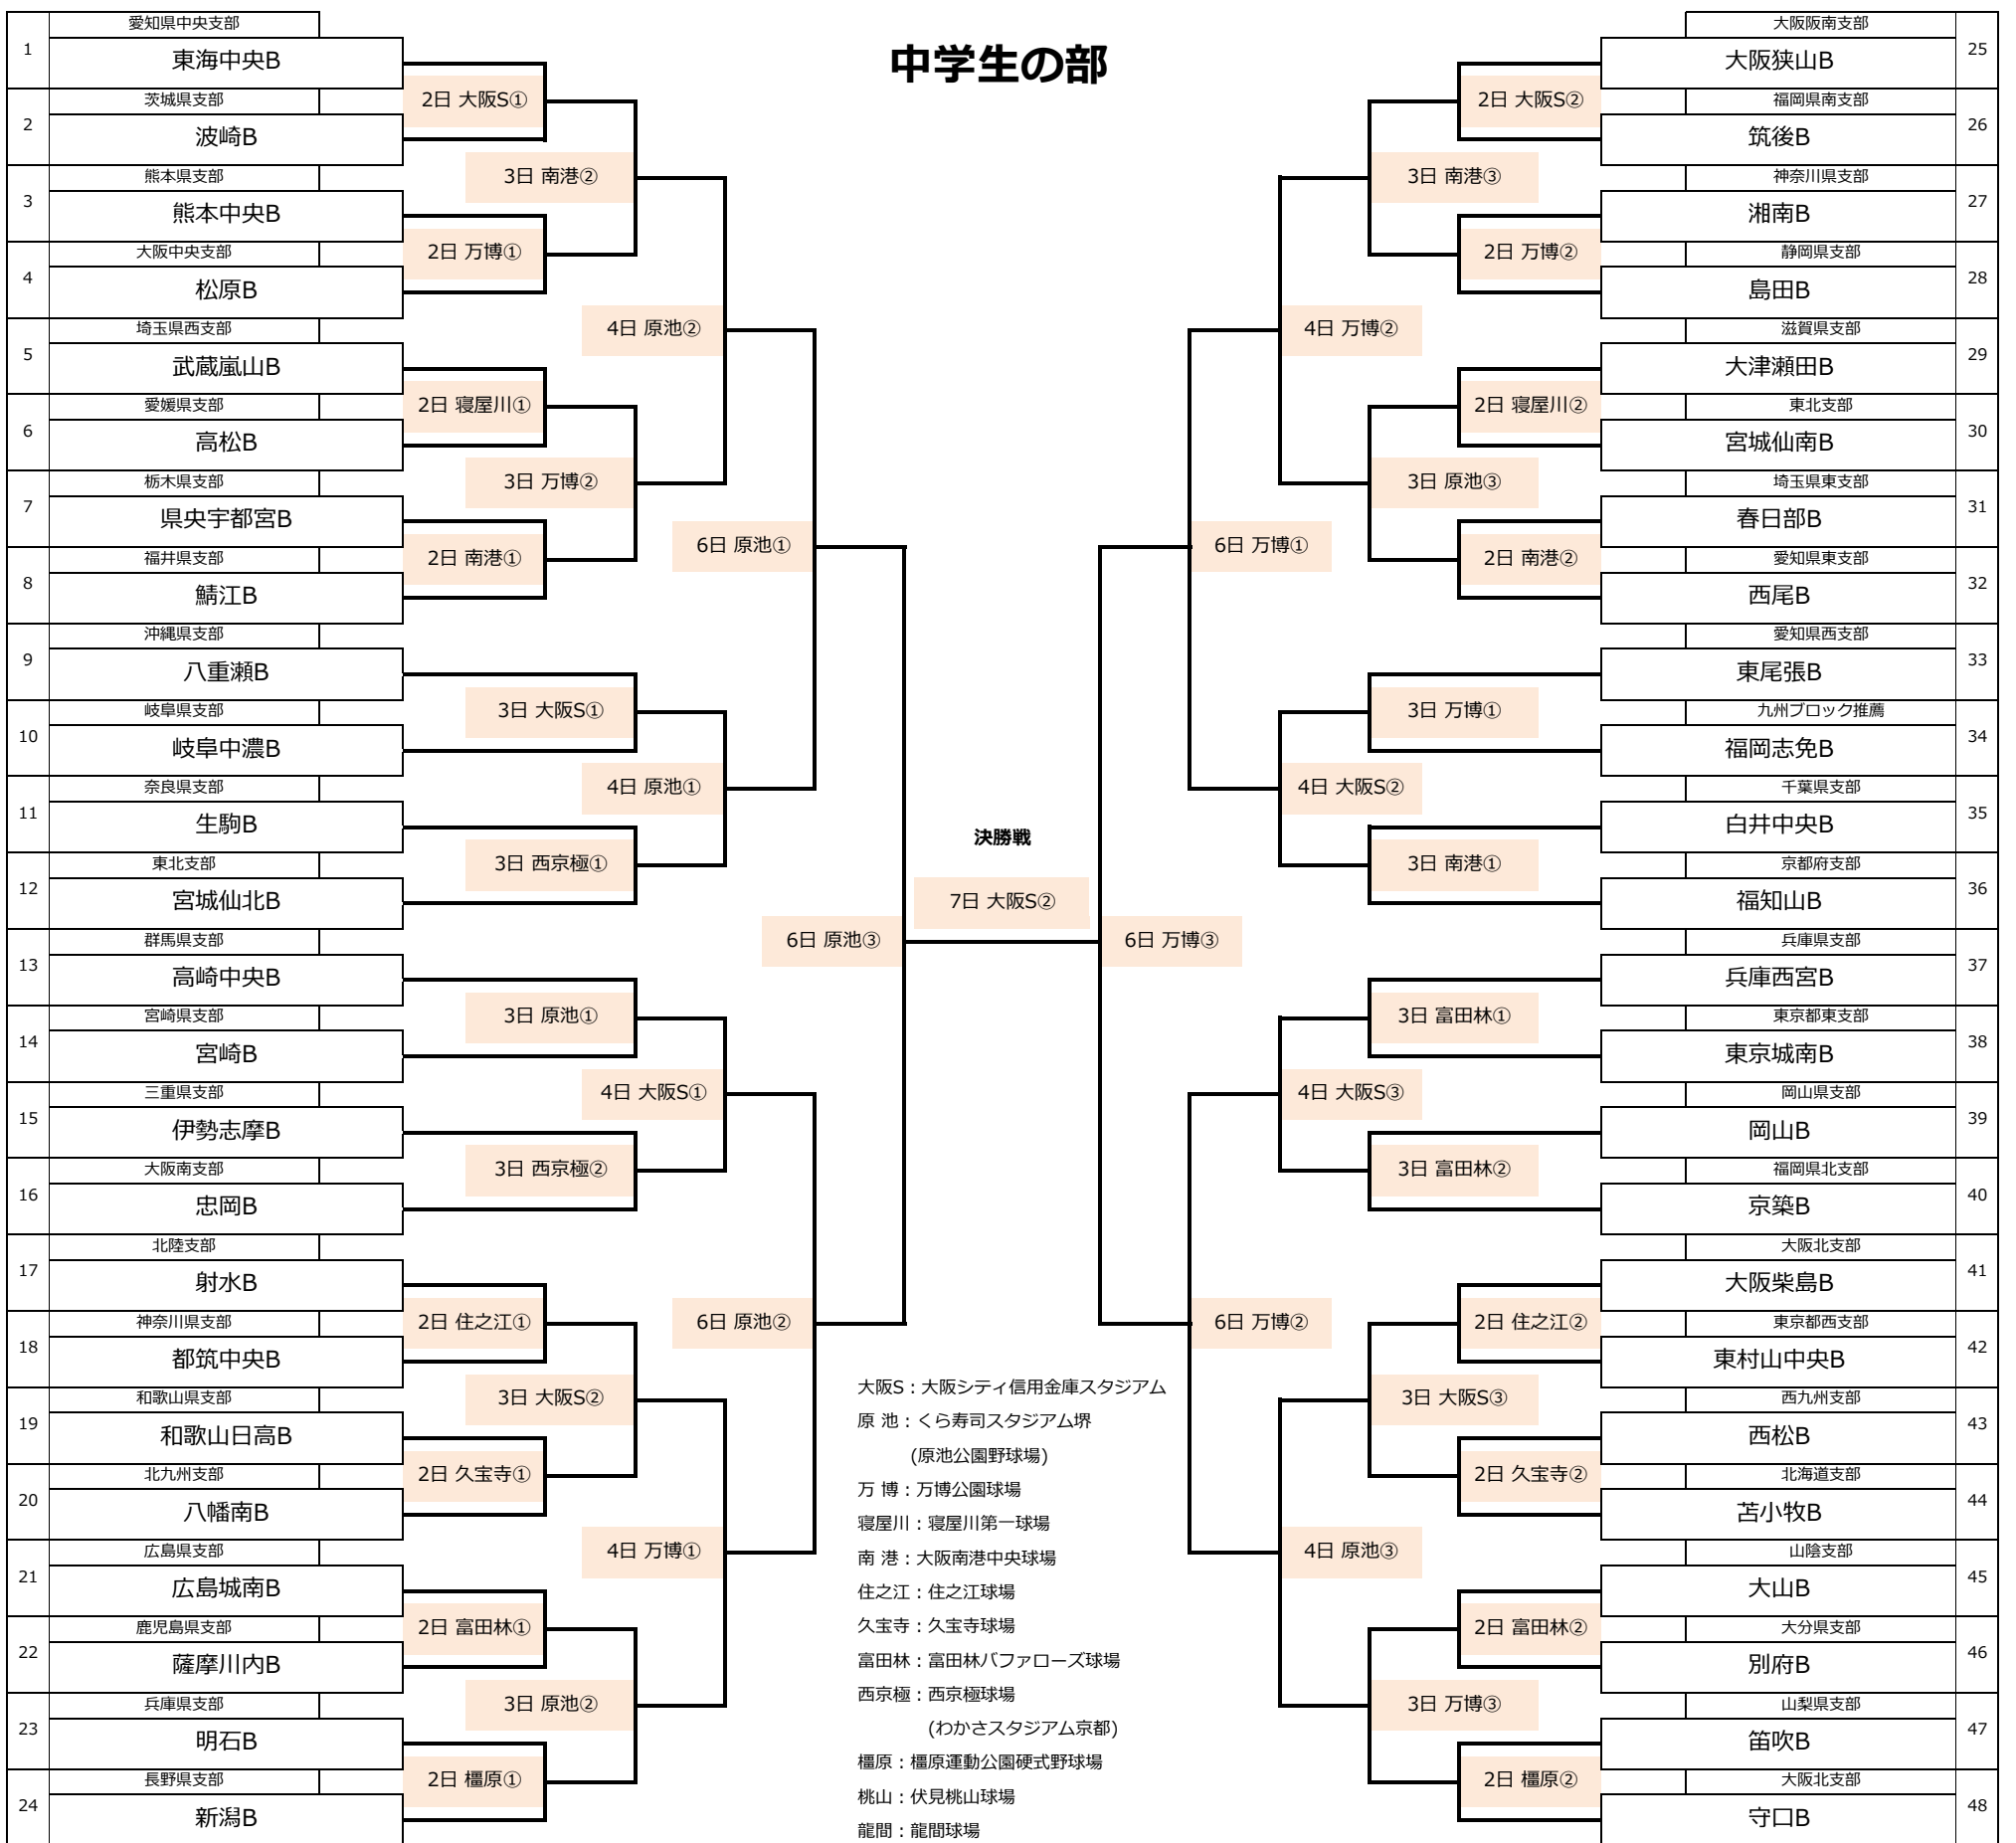 中学生の部
1
愛知県中央支部
東海中央B
2
茨城県支部
波崎B
3
熊本県支部
熊本中央B
4
大阪中央支部
松原B
5
埼玉県西支部
武蔵嵐山B
6
愛媛県支部
高松B
7
栃木県支部
県央宇都宮B
8
福井県支部
鯖江B
9
沖縄県支部
八重瀬B
10
岐阜県支部
岐阜中濃B
11
奈良県支部
生駒B
12
東北支部
宮城仙北B
13
群馬県支部
高崎中央B
14
宮崎県支部
宮崎B
15
三重県支部
伊勢志摩B
16
大阪南支部
忠岡B
17
北陸支部
射水B
18
神奈川県支部
都筑中央B
19
和歌山県支部
和歌山日高B
20
北九州支部
八幡南B
21
広島県支部
広島城南B
22
鹿児島県支部
薩摩川内B
23
兵庫県支部
明石B
24
長野県支部
新潟B
2日 大阪S①
2日 万博①
2日 寝屋川①
2日 南港①
2日 住之江①
2日 久宝寺①
2日 富田林①
2日 橿原①
3日 南港②
3日 万博②
3日 大阪S①
3日 西京極①
3日 原池①
3日 西京極②
3日 大阪S②
3日 原池②
4日 原池②
4日 原池①
4日 大阪S①
4日 万博①
6日 原池①
6日 原池②
6日 原池③
決勝戦
7日 大阪S②
6日 万博③
6日 万博①
6日 万博②
4日 万博②
4日 大阪S②
4日 大阪S③
4日 原池③
3日 南港③
3日 原池③
3日 万博①
3日 南港①
3日 富田林①
3日 富田林②
3日 大阪S③
3日 万博③
2日 大阪S②
2日 万博②
2日 寝屋川②
2日 南港②
2日 住之江②
2日 久宝寺②
2日 富田林②
2日 橿原②
大阪阪南支部
大阪狭山B
25
福岡県南支部
筑後B
26
神奈川県支部
湘南B
27
静岡県支部
島田B
28
滋賀県支部
大津瀬田B
29
東北支部
宮城仙南B
30
埼玉県東支部
春日部B
31
愛知県東支部
西尾B
32
愛知県西支部
東尾張B
33
九州ブロック推薦
福岡志免B
34
千葉県支部
白井中央B
35
京都府支部
福知山B
36
兵庫県支部
兵庫西宮B
37
東京都東支部
東京城南B
38
岡山県支部
岡山B
39
福岡県北支部
京築B
40
大阪北支部
大阪柴島B
41
東京都西支部
東村山中央B
42
西九州支部
西松B
43
北海道支部
苫小牧B
44
山陰支部
大山B
45
大分県支部
別府B
46
山梨県支部
笛吹B
47
大阪北支部
守口B
48
大阪S：大阪シティ信用金庫スタジアム
原 池：くら寿司スタジアム堺
(原池公園野球場)
万 博：万博公園球場
寝屋川：寝屋川第一球場
南 港：大阪南港中央球場
住之江：住之江球場
久宝寺：久宝寺球場
富田林：富田林バファローズ球場
西京極：西京極球場
(わかさスタジアム京都)
橿原：橿原運動公園硬式野球場
桃山：伏見桃山球場
龍間：龍間球場